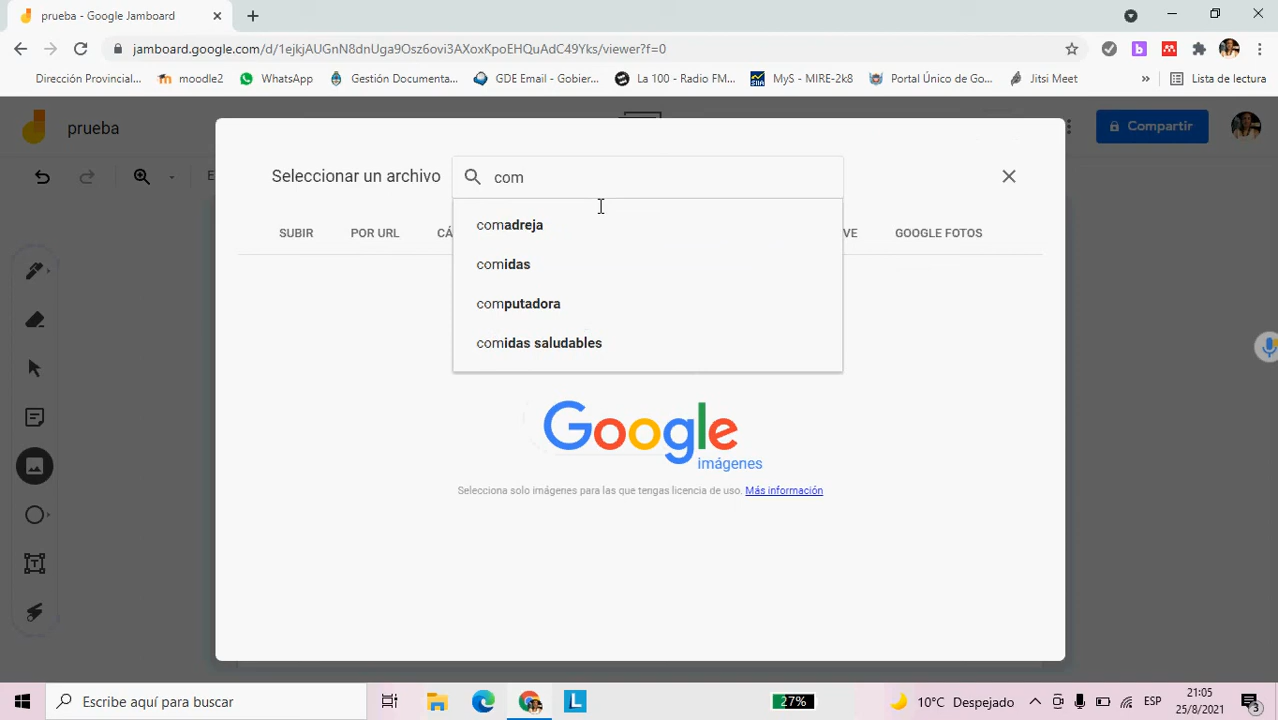 prueba - Google Jamboard
jamboard.google.com/d/1ejkjAUGnN8dnUga9Osz6ovi3AXoxKpoEHQuAdC49Yks/viewer?f=0
Dirección Provincial... moodle2 WhatsApp Gestión Documenta... GDE Email - Gobier... La 100 - Radio FM... MyS - MIRE-2k8 Portal Único de Go... Jitsi Meet » Lista de lectura
prueba
Compartir
Seleccionar un archivo
com
SUBIR POR URL CÁ VE GOOGLE FOTOS
comadreja
comidas
computadora
comidas saludables
Google
imágenes
Selecciona solo imágenes para las que tengas licencia de uso. Más información
Escribe aquí para buscar
27%
10°C Despejado
ESP
21:05
25/8/2021
3